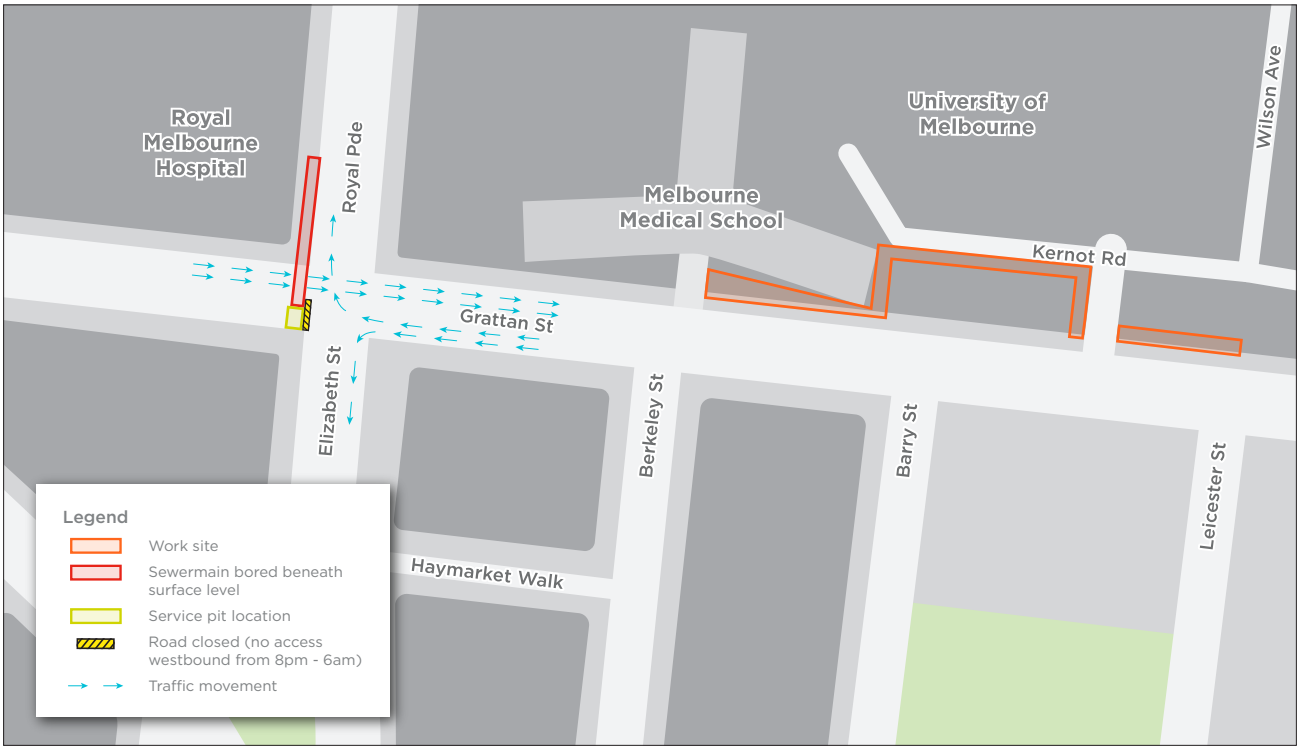 Royal
Melbourne
Hospital
Royal Pde
University of
Melbourne
Wilson Ave
Melbourne
Medical School
Kernot Rd
Grattan St
Elizabeth St
Berkeley St
Barry St
Leicester St
Haymarket Walk
Legend
Work site
Sewermain bored beneath
surface level
Service pit location
Road closed (no access
westbound from 8pm - 6am)
Traffic movement